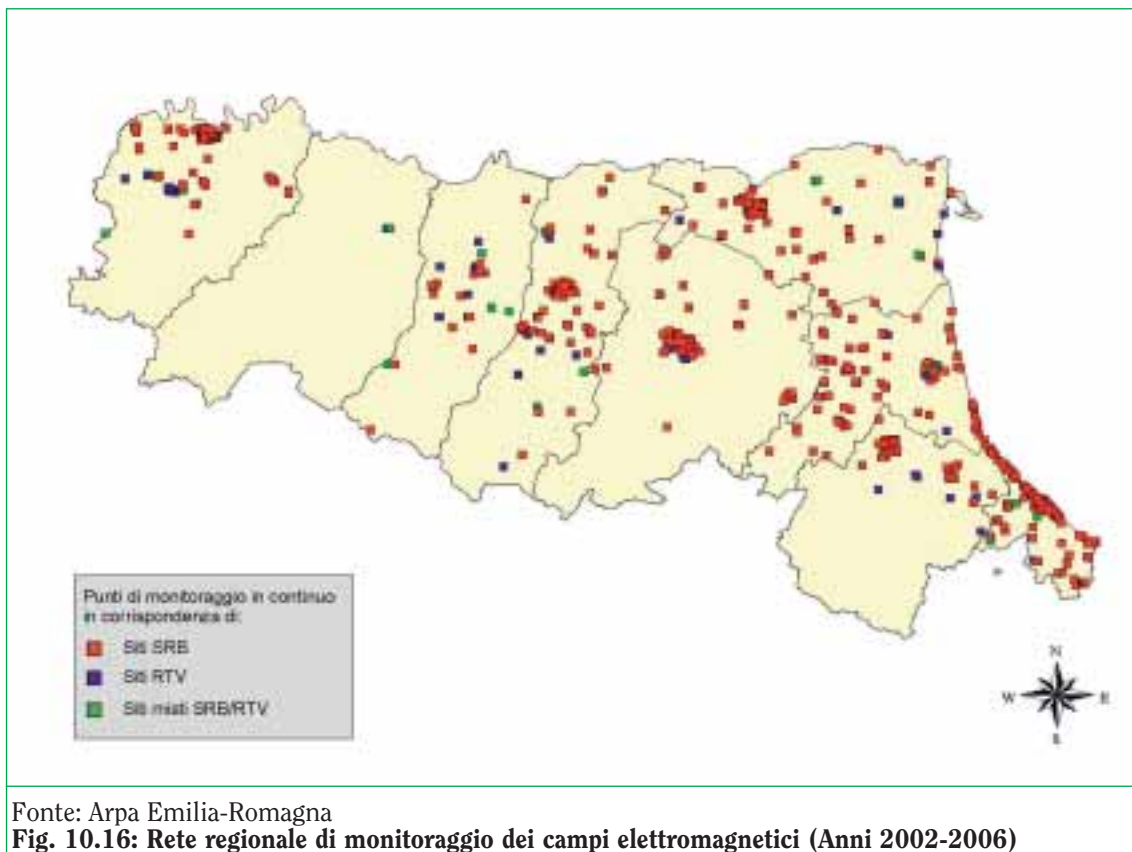 Punti di monitoraggio in continuo
in corrispondenza di:
Siti SRB
Siti RTV
Siti misti SRB/RTV
N
W
E
L
Fonte: Arpa Emilia-Romagna
Fig. 10.16: Rete regionale di monitoraggio dei campi elettromagnetici (Anni 2002-2006)